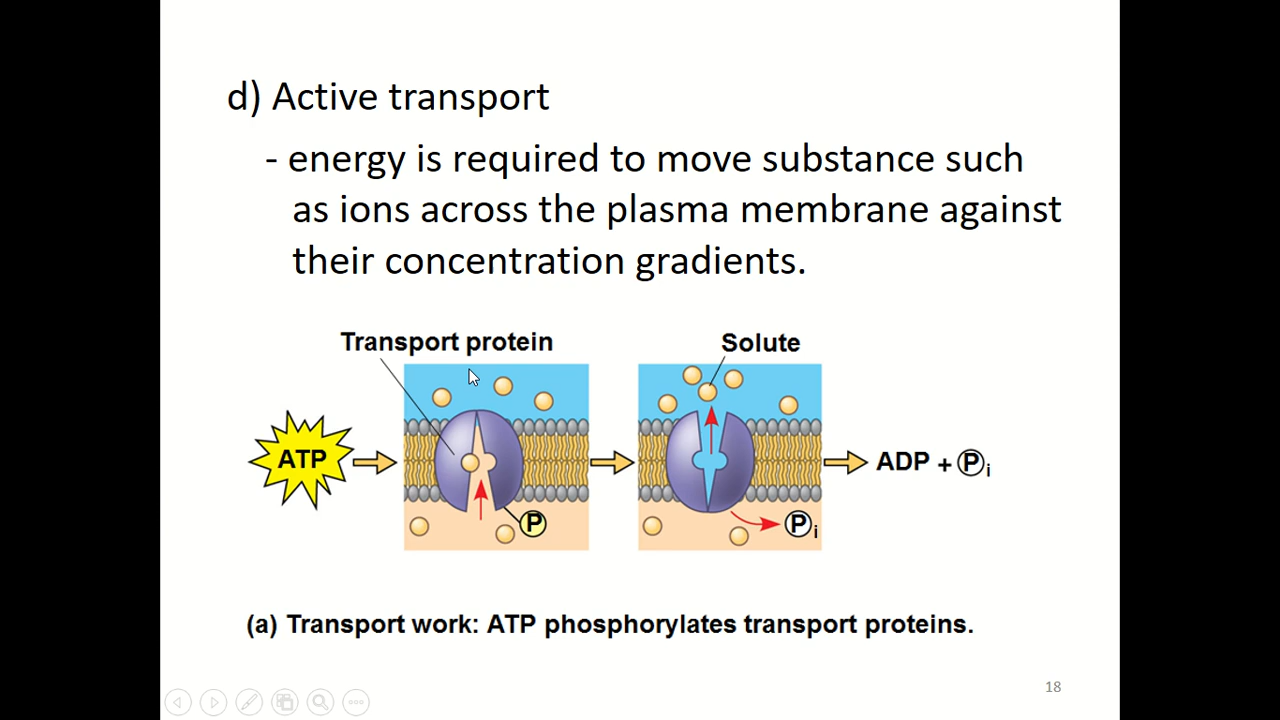 d) Active transport
- energy is required to move substance such
as ions across the plasma membrane against
their concentration gradients.
Transport protein
Solute
ATP
P
Pi
ADP + Pi
(a) Transport work: ATP phosphorylates transport proteins.
18